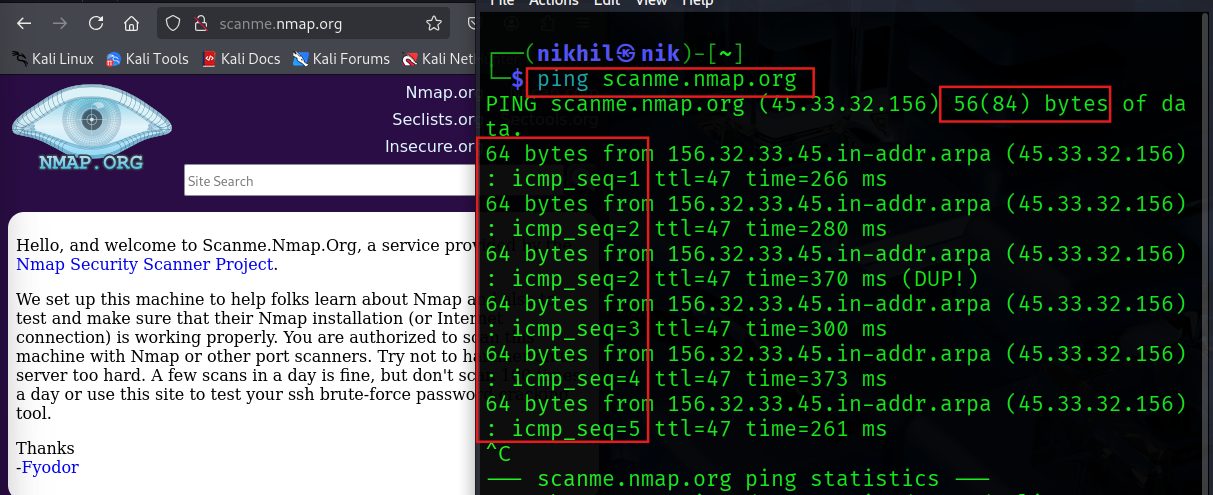 scanme.nmap.org
Kali Linux
Kali Tools
Kali Docs
Kali Forums
Kali Net
NMAP.ORG
Nmap.or
Seclists.or
Insecure.or
Site Search
Hello, and welcome to Scanme.Nmap.Org, a service prov
Nmap Security Scanner Project.
We set up this machine to help folks learn about Nmap a
test and make sure that their Nmap installation (or Inter
connection) is working properly. You are authorized to
machine with Nmap or other port scanners. Try not to ha
server too hard. A few scans in a day is fine, but don't sc
a day or use this site to test your ssh brute-force passwo
tool.
Thanks
-Fyodor
File Actions Edit View Help
┌──(nikhil㉿nik)-[~]
└─$ ping scanme.nmap.org
PING scanme.nmap.org (45.33.32.156) 56(84) bytes of da
ta.
64 bytes from 156.32.33.45.in-addr.arpa (45.33.32.156)
: icmp_seq=1 ttl=47 time=266 ms
64 bytes from 156.32.33.45.in-addr.arpa (45.33.32.156)
: icmp_seq=2 ttl=47 time=280 ms
64 bytes from 156.32.33.45.in-addr.arpa (45.33.32.156)
: icmp_seq=2 ttl=47 time=370 ms (DUP!)
64 bytes from 156.32.33.45.in-addr.arpa (45.33.32.156)
: icmp_seq=3 ttl=47 time=300 ms
64 bytes from 156.32.33.45.in-addr.arpa (45.33.32.156)
: icmp_seq=4 ttl=47 time=373 ms
64 bytes from 156.32.33.45.in-addr.arpa (45.33.32.156)
: icmp_seq=5 ttl=47 time=261 ms
^C
--- scanme.nmap.org ping statistics ---